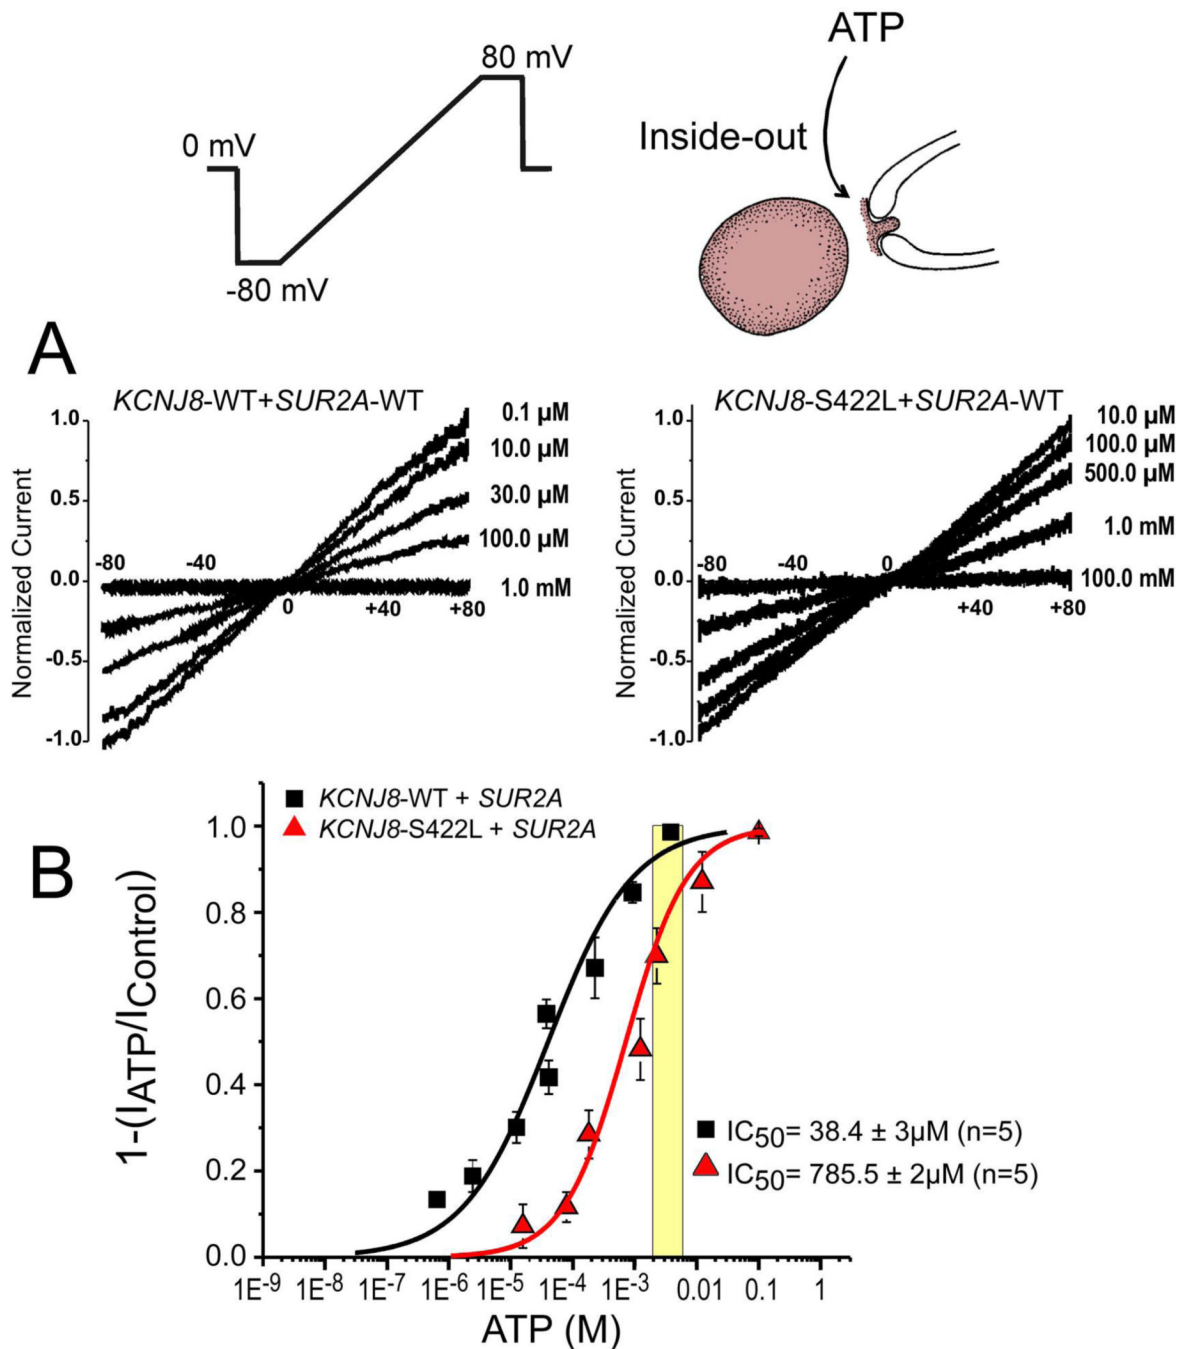 ATP
80 mV
Inside-out
0 mV
-80 mV
A
KCNJ8-WT+SUR2A-WT
1.0
0.5
0.0
-0.5
-1.0
Normalized Current
-80
-40
0
+40
+80
0.1 µM
10.0 µM
30.0 µM
100.0 µM
1.0 mM
KCNJ8-S422L+SUR2A-WT
1.0
0.5
0.0
-0.5
-1.0
Normalized Current
-80
-40
0
+40
+80
10.0 µM
100.0 µM
500.0 µM
1.0 mM
100.0 mM
B
KCNJ8-WT + SUR2A
KCNJ8-S422L + SUR2A
1.0
0.8
0.6
0.4
0.2
0.0
1-(IATP/IControl)
IC50= 38.4 ± 3µM (n=5)
IC50= 785.5 ± 2µM (n=5)
1E-9 1E-8 1E-7 1E-6 1E-5 1E-4 1E-3 0.01 0.1 1
ATP (M)